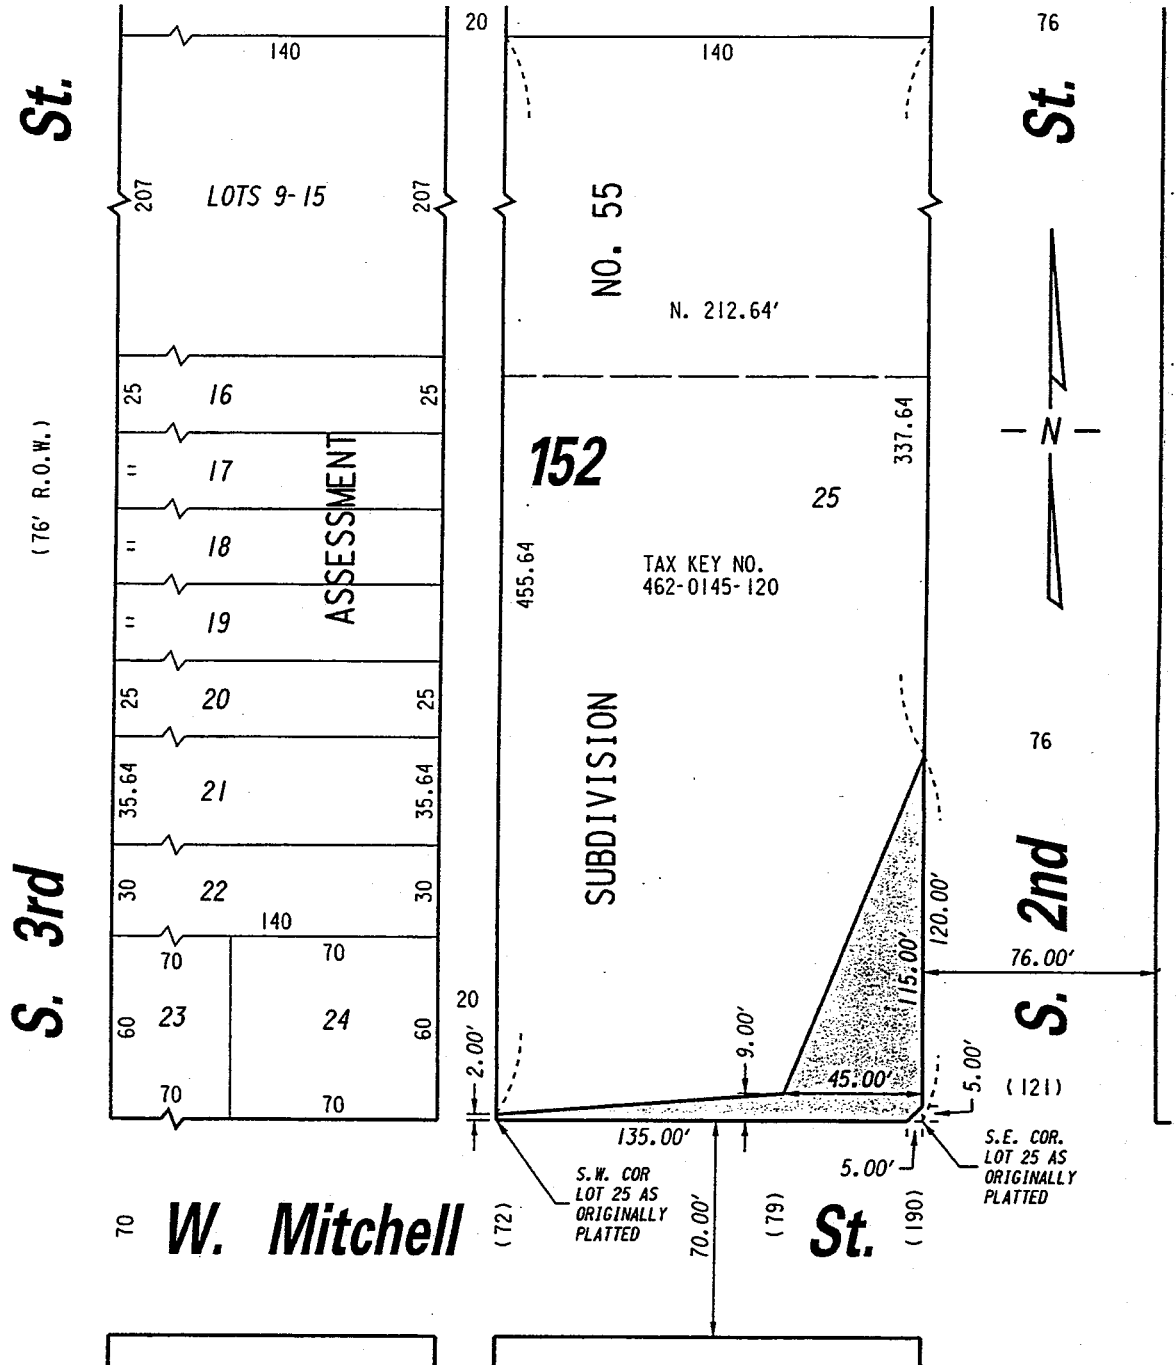 20
76
140
140
St.
St.
207
LOTS 9-15
207
NO. 55
N. 212.64'
25
16
25
337.64
N
(76' R.O.W.)
=
17
ASSESSMENT
152
25
=
18
455.64
TAX KEY NO.
462-0145-120
=
19
25
20
25
SUBDIVISION
76
35.64
21
35.64
S. 3rd
S. 2nd
30
22
30
140
120.00'
115.00'
70
70
76.00'
60
23
24
60
20
2.00'
9.00'
45.00'
5.00'
(121)
70
70
135.00'
5.00'
S.E. COR.
LOT 25 AS
ORIGINALLY
PLATTED
S.W. COR
LOT 25 AS
ORIGINALLY
PLATTED
70
W. Mitchell St.
(72)
70.00'
(79)
(190)